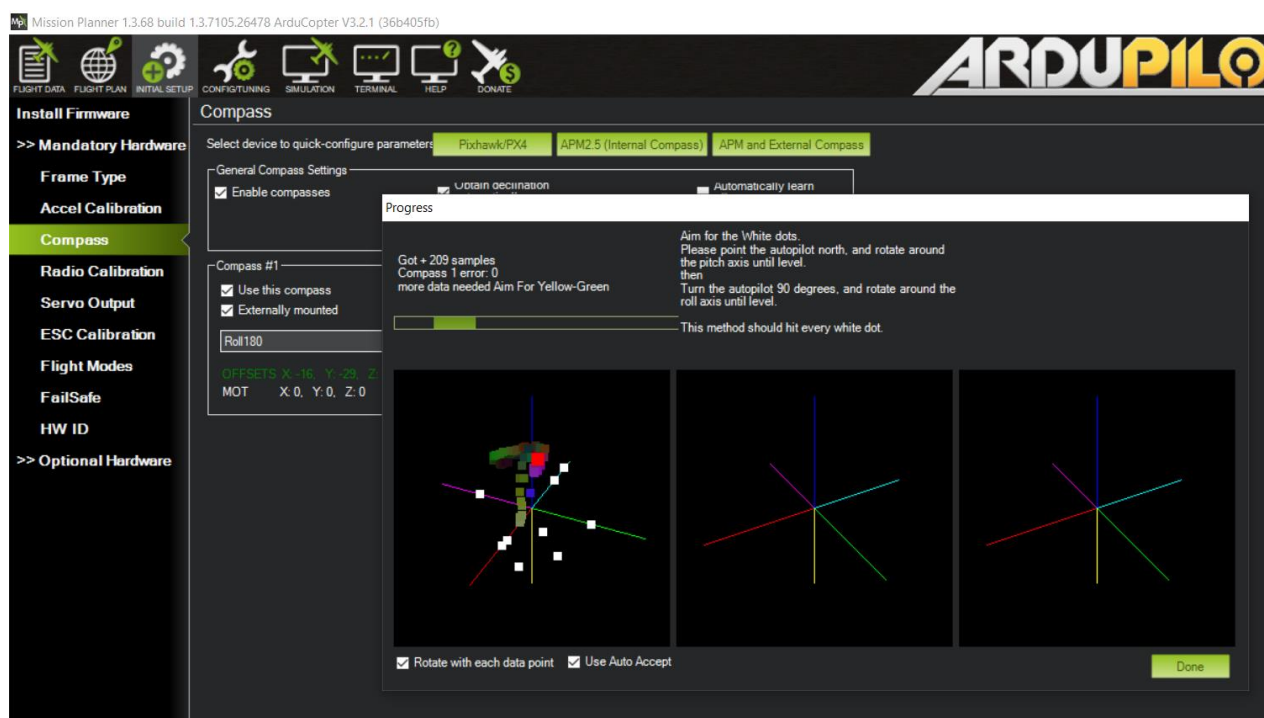 Mission Planner 1.3.68 build 1.3.7105.26478 ArduCopter V3.2.1 (36b405fb)
FLIGHT DATA
FLIGHT PLAN
INITIAL SETUP
CONFIG/TUNING
SIMULATION
TERMINAL
HELP
DONATE
ARDUPILO
Install Firmware
>> Mandatory Hardware
Frame Type
Accel Calibration
Compass
Radio Calibration
Servo Output
ESC Calibration
Flight Modes
FailSafe
HW ID
>> Optional Hardware
Compass
Select device to quick-configure parameters
Pixhawk/PX4
APM2.5 (Internal Compass)
APM and External Compass
General Compass Settings
Enable compasses
Obtain declination
Automatically learn
Compass #1
Use this compass
Externally mounted
Roll180
OFFSETS X: -16, Y: -29, Z:
MOT X: 0, Y: 0, Z: 0
Progress
Got + 209 samples
Compass 1 error: 0
more data needed Aim For Yellow-Green
Aim for the White dots.
Please point the autopilot north, and rotate around
the pitch axis until level.
then
Turn the autopilot 90 degrees, and rotate around the
roll axis until level.
This method should hit every white dot.
Rotate with each data point
Use Auto Accept
Done